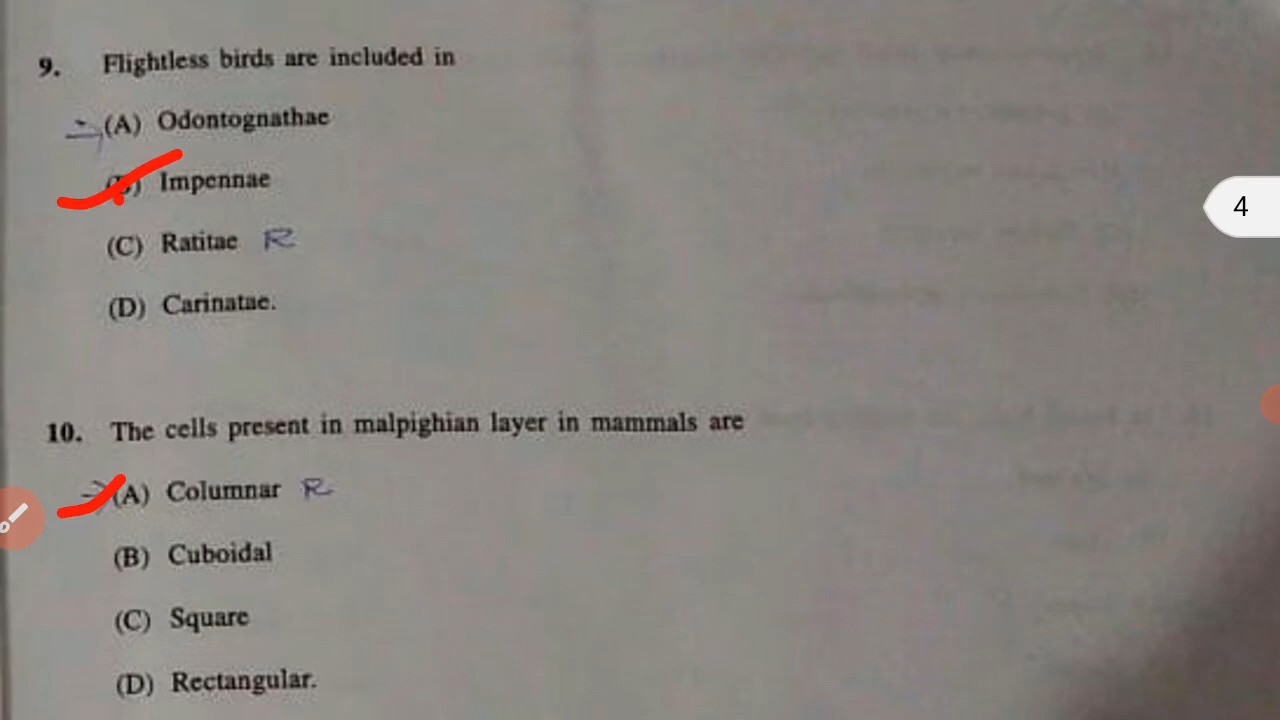 9. Flightless birds are included in
(A) Odontognathae
(B) Impennae
(C) Ratitae R
(D) Carinatae.
4
10. The cells present in malpighian layer in mammals are
(A) Columnar R
(B) Cuboidal
(C) Square
(D) Rectangular.